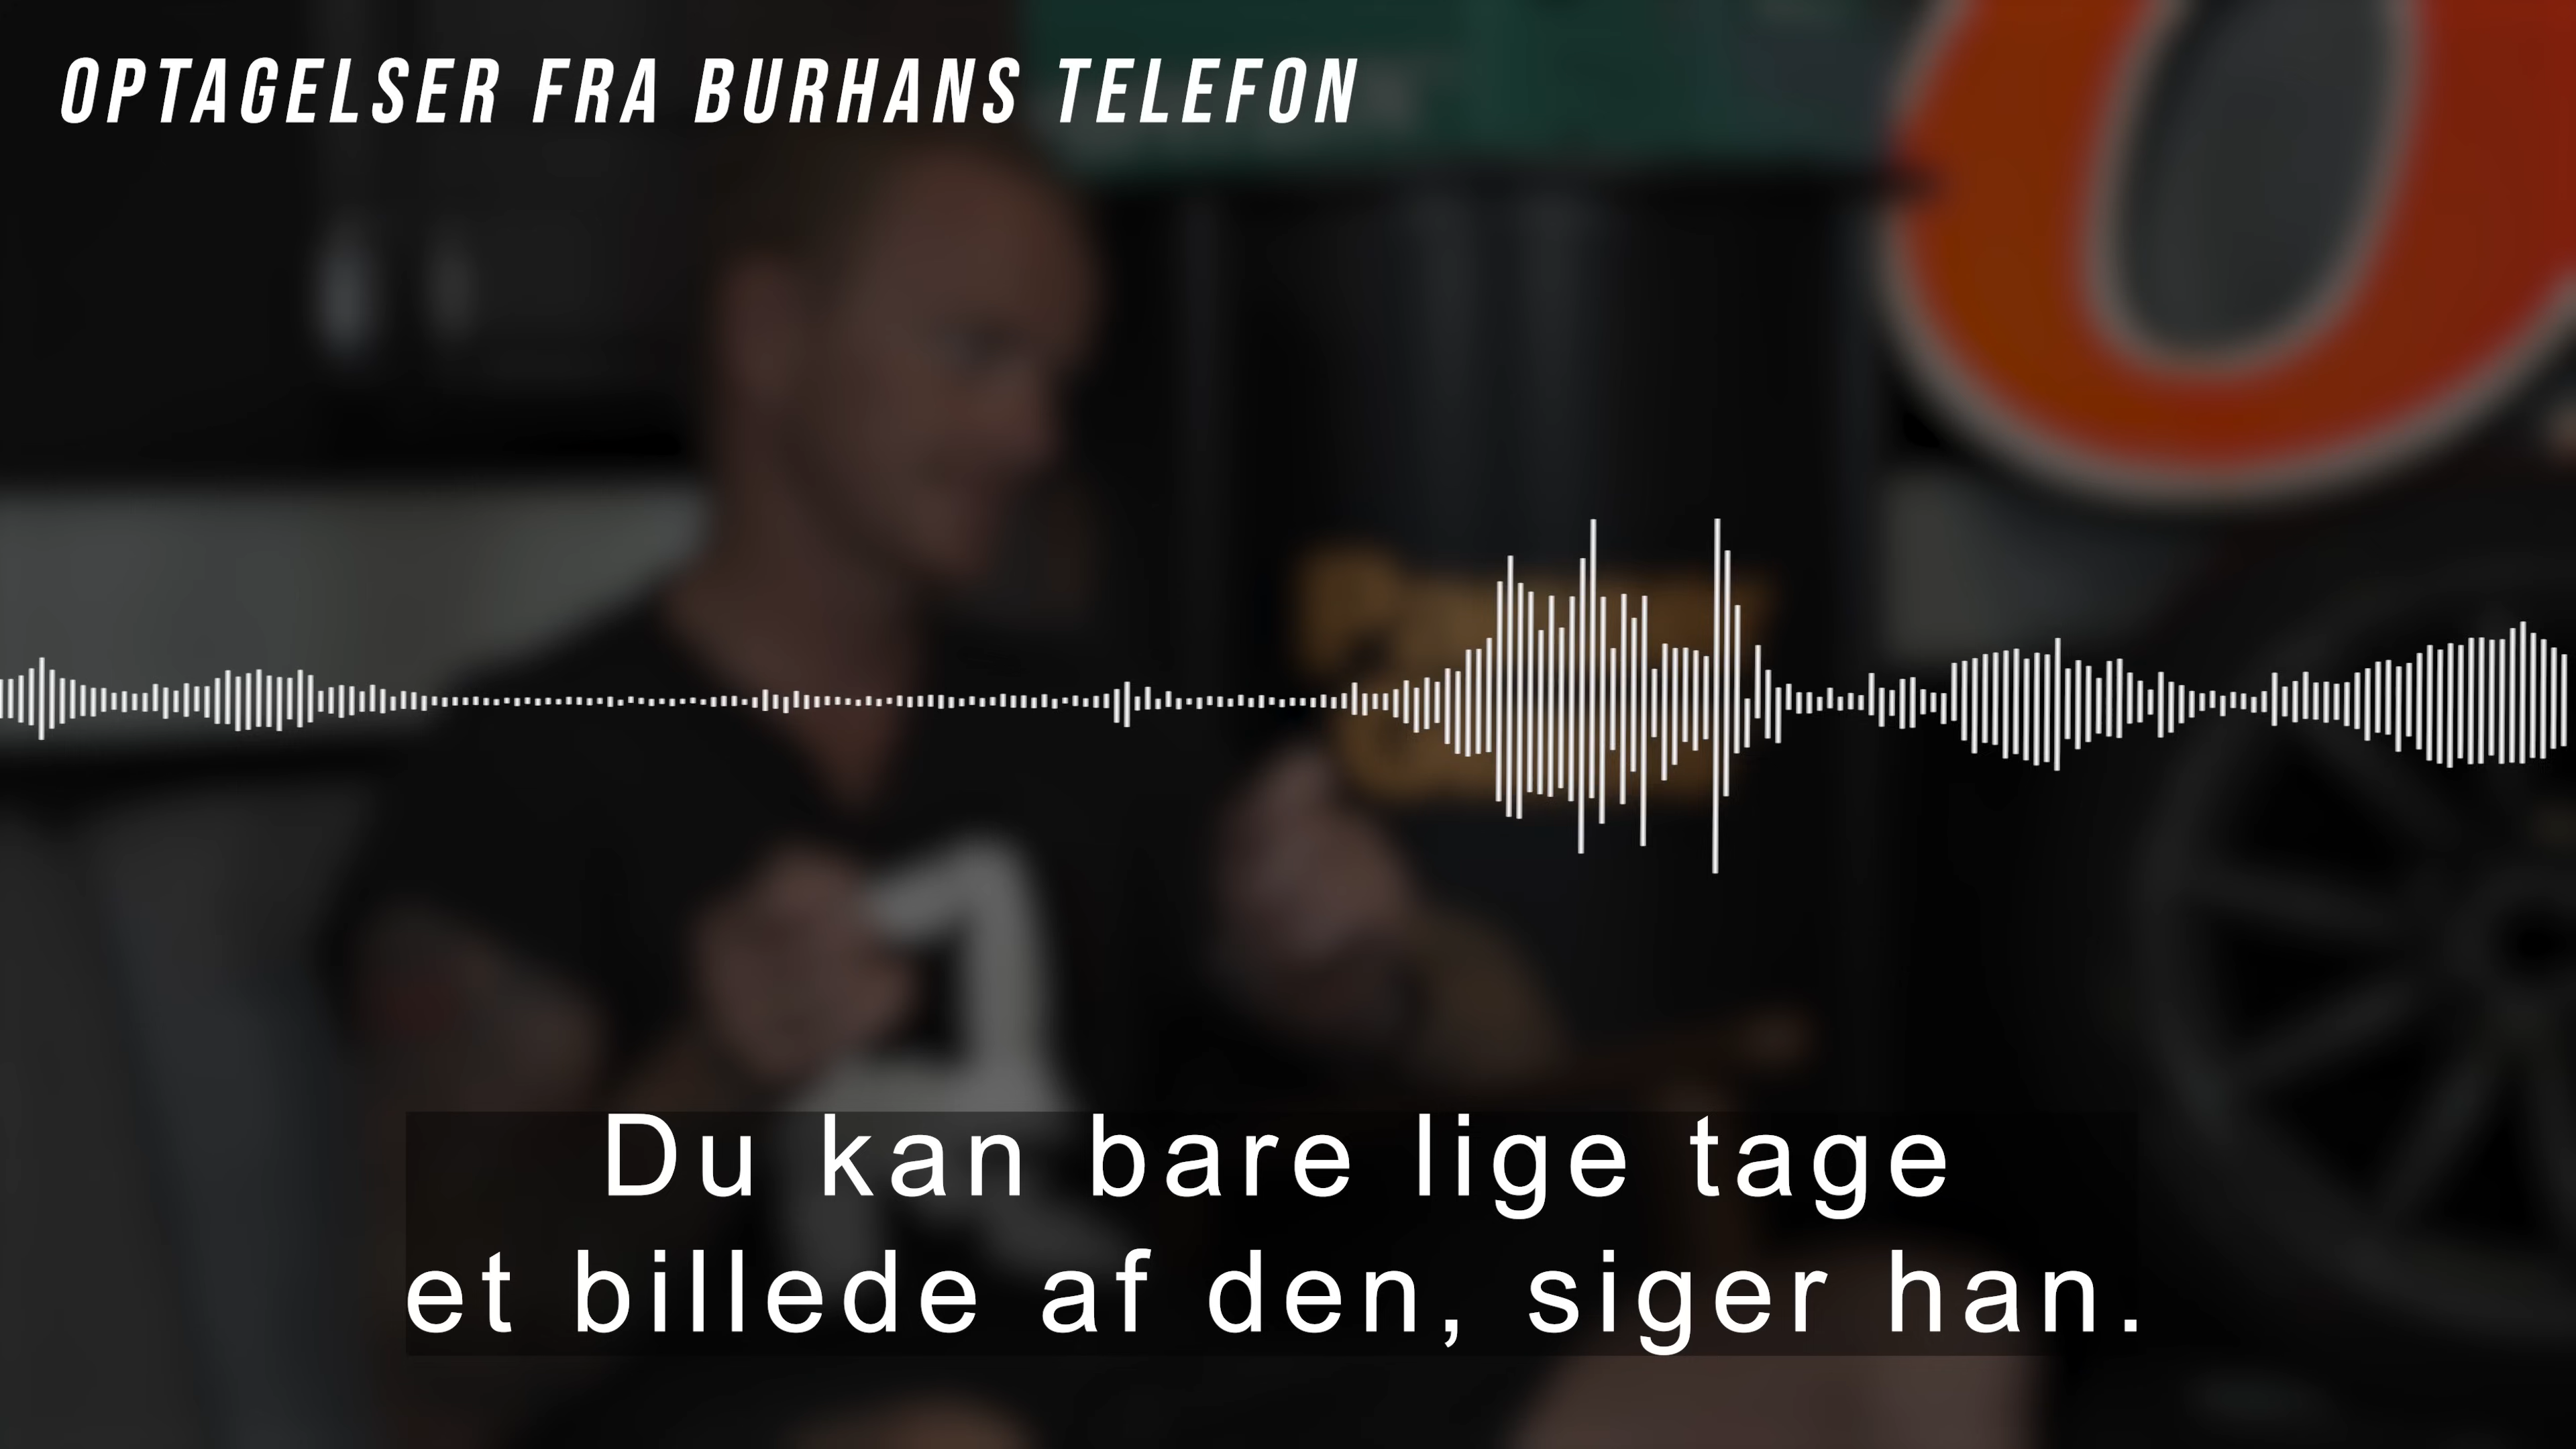 OPTAGELSER FRA BURHANS TELEFON
Du kan bare lige tage
et billede af den, siger han.